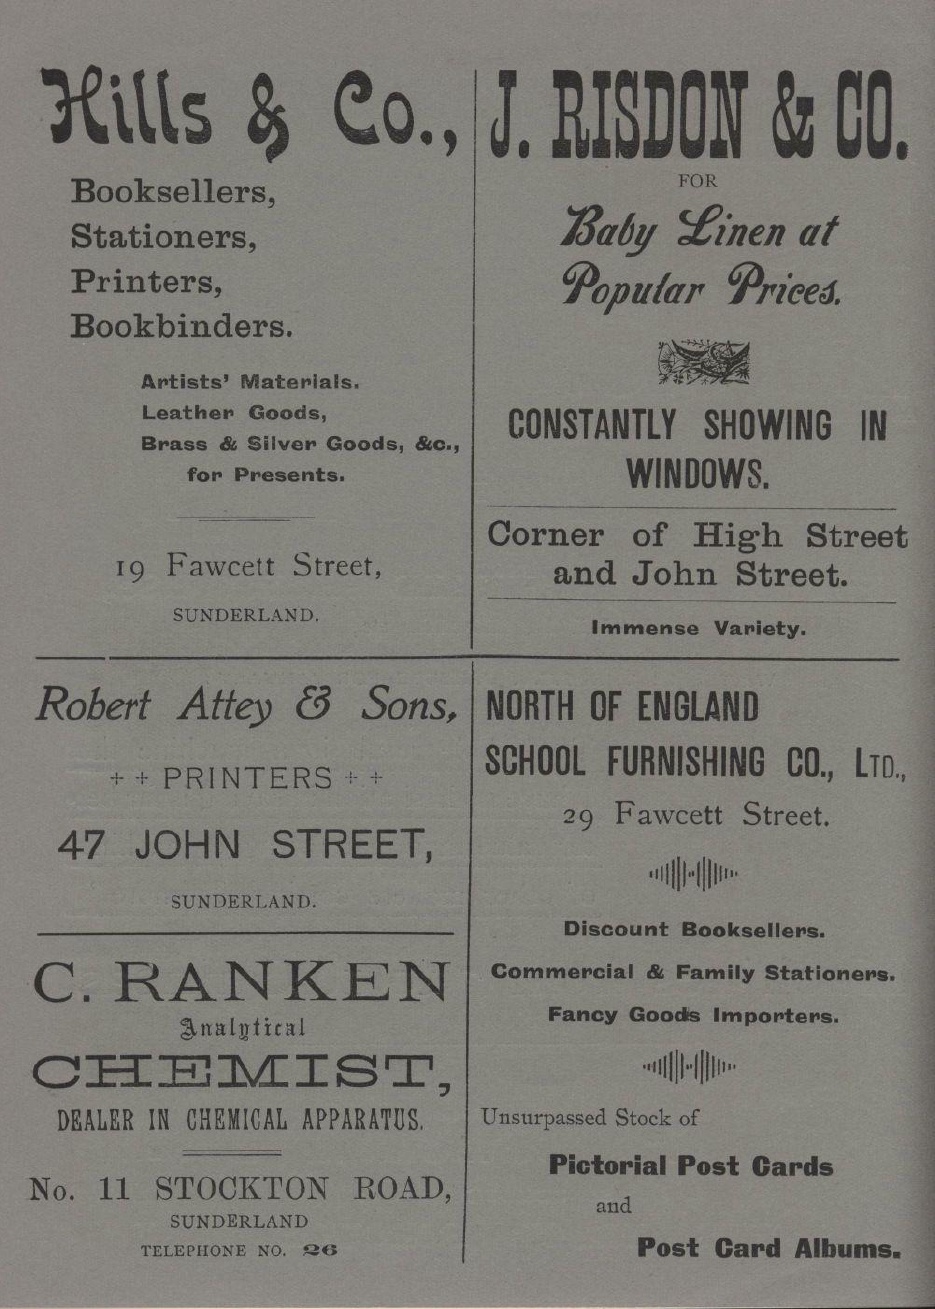 Hills & Co.,
Booksellers,
Stationers,
Printers,
Bookbinders.
Artists' Materials.
Leather Goods,
Brass & Silver Goods, &c.,
for Presents.
19 Fawcett Street,
SUNDERLAND.
J. RISDON & CO.
FOR
Baby Linen at
Popular Prices.
CONSTANTLY SHOWING IN
WINDOWS.
Corner of High Street
and John Street.
Immense Variety.
Robert Attey & Sons,
+ + PRINTERS + +
47 JOHN STREET,
SUNDERLAND.
C. RANKEN
Analytical
CHEMIST,
DEALER IN CHEMICAL APPARATUS.
No. 11 STOCKTON ROAD,
SUNDERLAND
TELEPHONE NO. 26
NORTH OF ENGLAND
SCHOOL FURNISHING CO., LTD.,
29 Fawcett Street.
Discount Booksellers.
Commercial & Family Stationers.
Fancy Goods Importers.
Unsurpassed Stock of
Pictorial Post Cards
and
Post Card Albums.